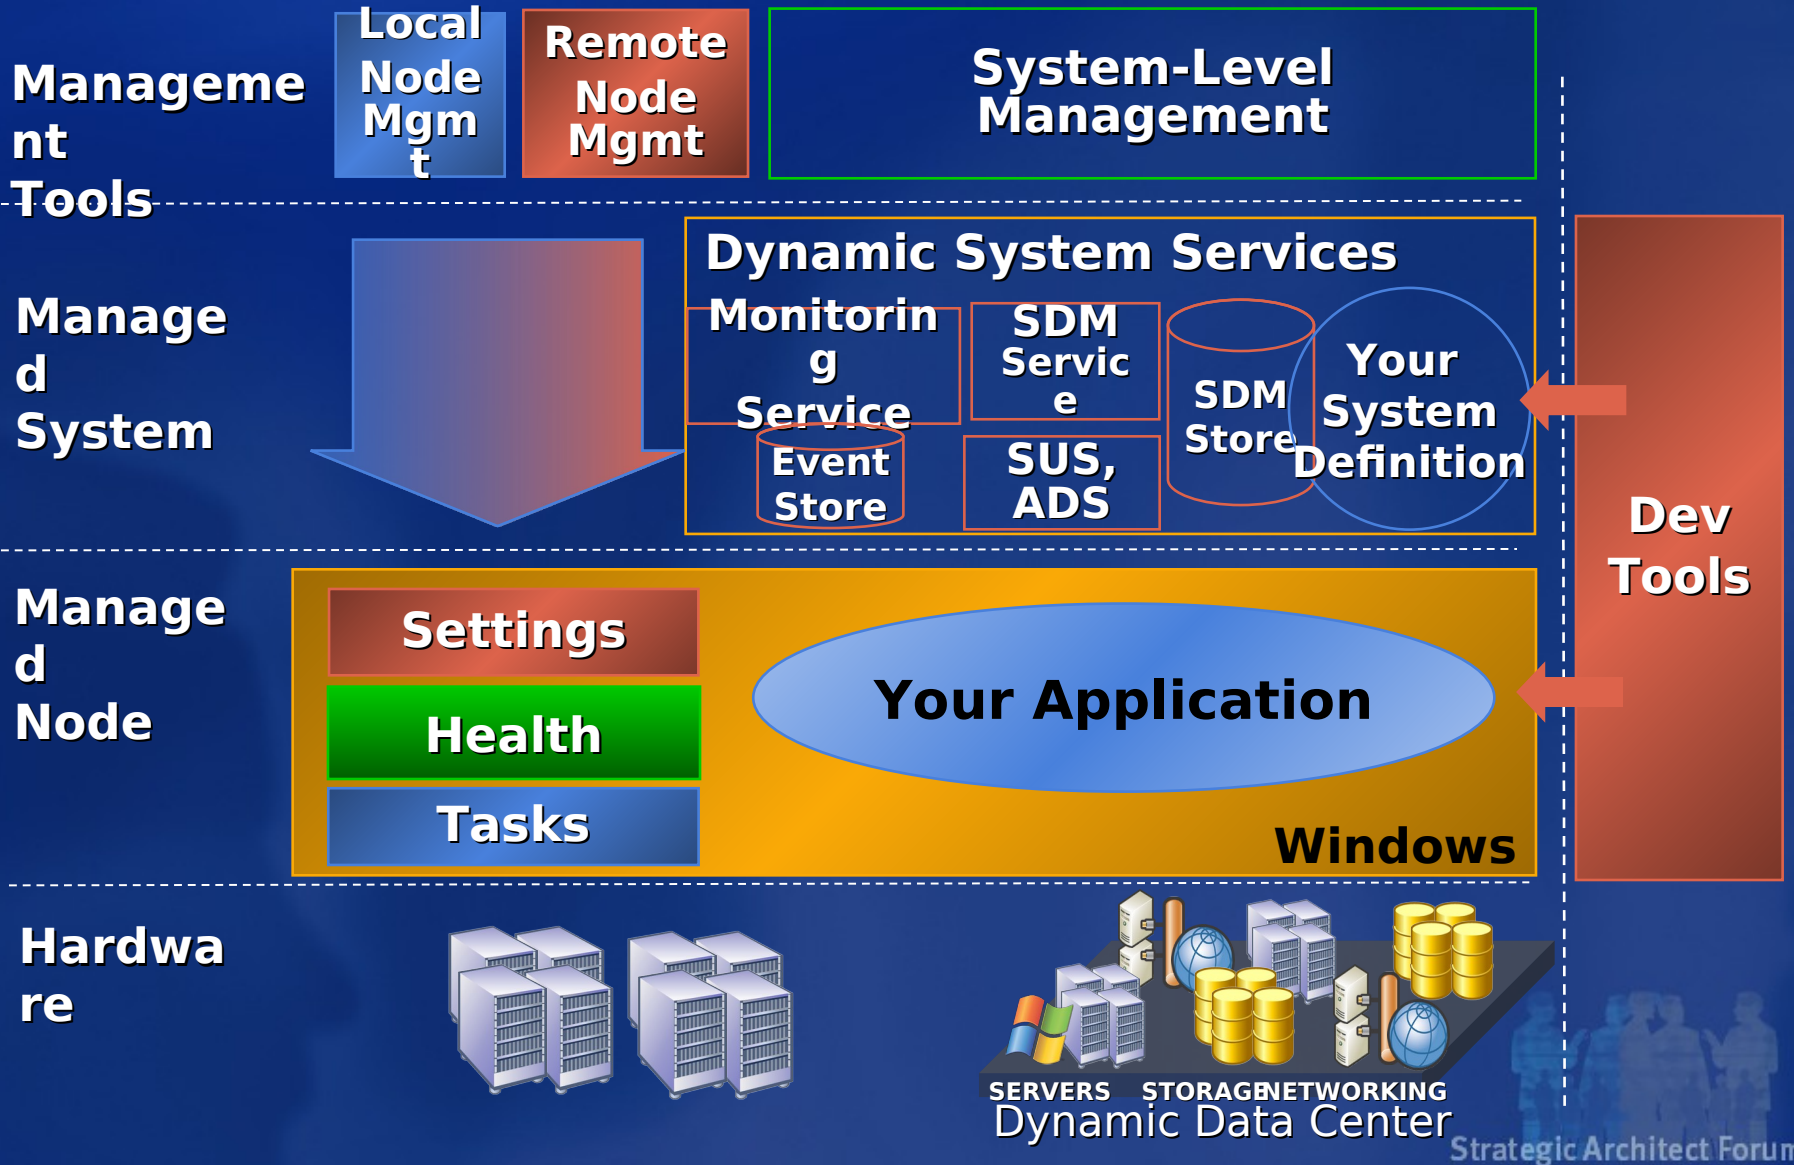 Manageme
nt
Tools
Local
Node
Mgm
t
Remote
Node
Mgmt
System-Level
Management
Manage
d
System
Dynamic System Services
Monitorin
g
Service
Event
Store
SDM
Servic
e
SUS,
ADS
SDM
Store
Your
System
Definition
Dev
Tools
Manage
d
Node
Settings
Health
Tasks
Your Application
Windows
Hardwa
re
SERVERS STORAGE NETWORKING
Dynamic Data Center
Strategic Architect Forum